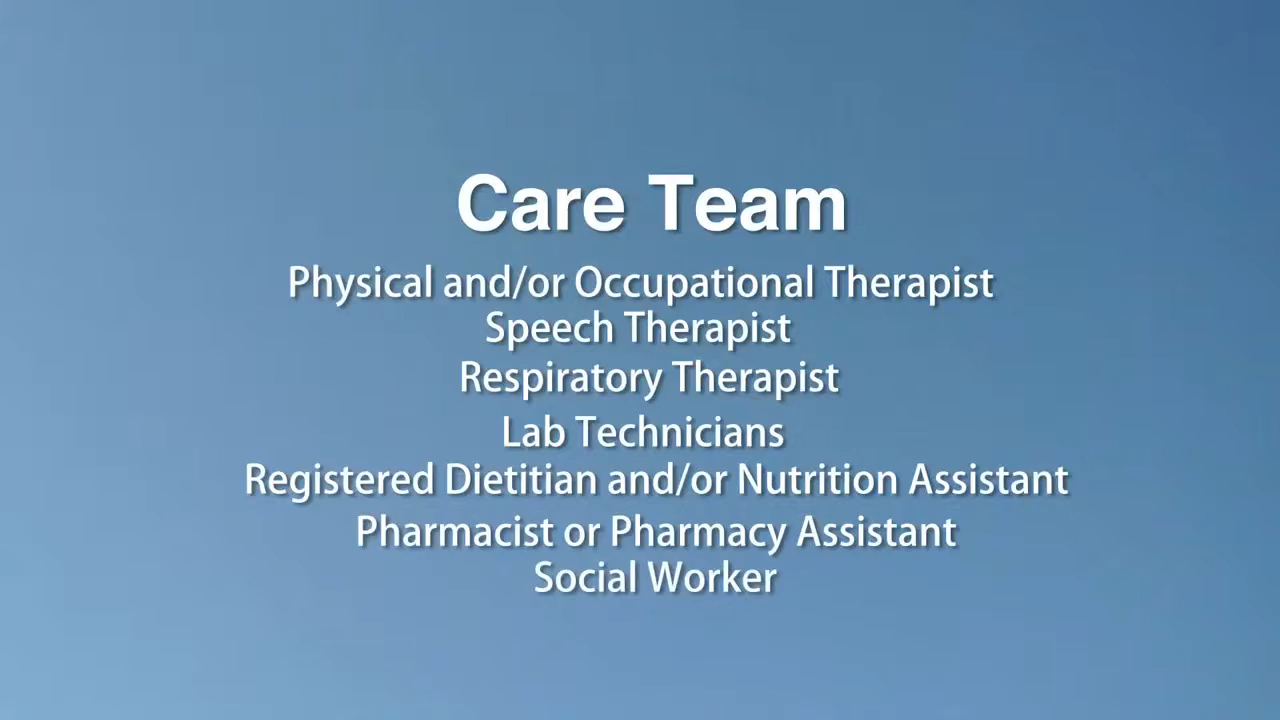 Care Team
Physical and/or Occupational Therapist
Speech Therapist
Respiratory Therapist
Lab Technicians
Registered Dietitian and/or Nutrition Assistant
Pharmacist or Pharmacy Assistant
Social Worker